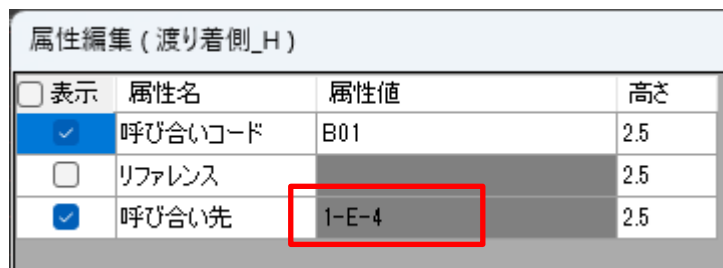 属性編集 ( 渡り着側_H )
表示 属性名 属性値 高さ
呼び合いコード B01 2.5
リファレンス 2.5
呼び合い先 1-E-4 2.5